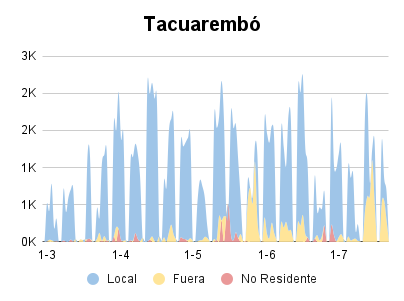 Tacuarembó
3K
2K
2K
1K
1K
0K
1-3
1-4
1-5
1-6
1-7
Local
Fuera
No Residente